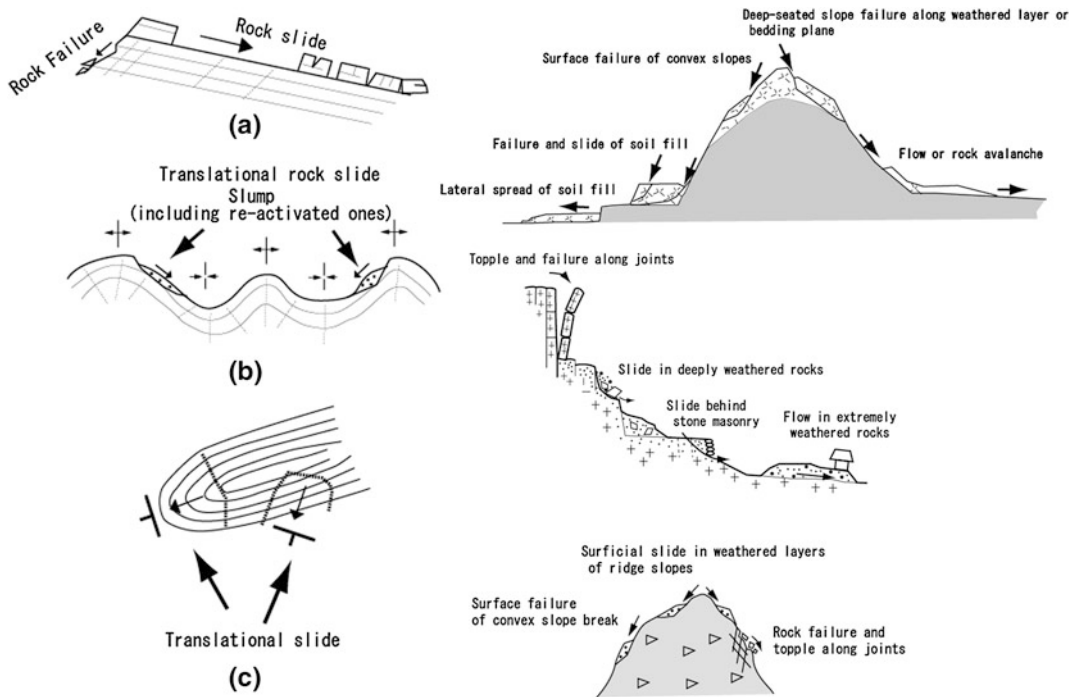 Rock Failure
Rock slide
(a)
Translational rock slide
Slump
(including re-activated ones)
(b)
Translational slide
(c)
Deep-seated slope failure along weathered layer or
bedding plane
Surface failure of convex slopes
Failure and slide of soil fill
Lateral spread of soil fill
Flow or rock avalanche
Topple and failure along joints
Slide in deeply weathered rocks
Slide behind
stone masonry
Flow in extremely
weathered rocks
Surficial slide in weathered layers
of ridge slopes
Surface failure
of convex slope break
Rock failure and
topple along joints